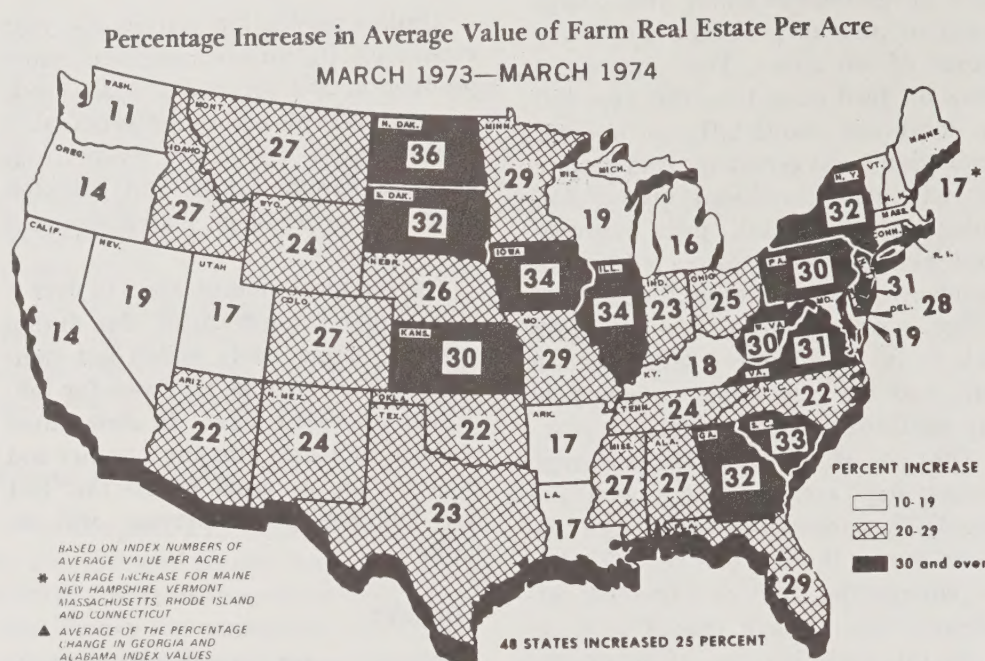 Percentage Increase in Average Value of Farm Real Estate Per Acre
MARCH 1973—MARCH 1974
WASH.
11
OREG.
14
CALIF.
14
NEV.
19
IDAHO
27
MONT.
27
WYO.
24
UTAH
17
COLO.
27
ARIZ.
22
N. MEX.
24
N. DAK.
36
S. DAK.
32
NEBR.
26
KANS.
30
OKLA.
22
TEX.
23
MINN.
29
IOWA
34
MO.
29
ARK.
17
LA.
17
WIS.
19
MICH.
16
ILL.
34
IND.
23
OHIO
25
KY.
18
TENN.
24
MISS.
27
ALA.
27
GA.
32
FLA.
▲
29
S. C.
33
N. C.
22
VA.
31
W. VA.
30
PA.
30
N. Y.
32
VT.
N. H.
MAINE
17*
MASS.
CONN.
R. I.
N. J.
31
DEL.
28
MD.
19
PERCENT INCREASE
10-19
20-29
30 and over
BASED ON INDEX NUMBERS OF
AVERAGE VALUE PER ACRE
* AVERAGE INCREASE FOR MAINE
NEW HAMPSHIRE VERMONT
MASSACHUSETTS RHODE ISLAND
AND CONNECTICUT
▲ AVERAGE OF THE PERCENTAGE
CHANGE IN GEORGIA AND
ALABAMA INDEX VALUES
48 STATES INCREASED 25 PERCENT